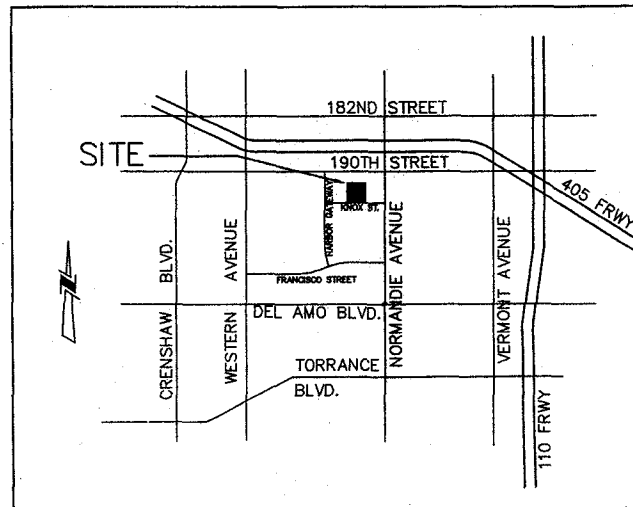 182ND STREET
SITE
190TH STREET
405 FRWY
HARBOR GATEWAY
KNOX ST.
CRENSHAW BLVD.
WESTERN AVENUE
NORMANDIE AVENUE
VERMONT AVENUE
FRANCISCO STREET
DEL AMO BLVD.
TORRANCE
BLVD.
110 FRWY